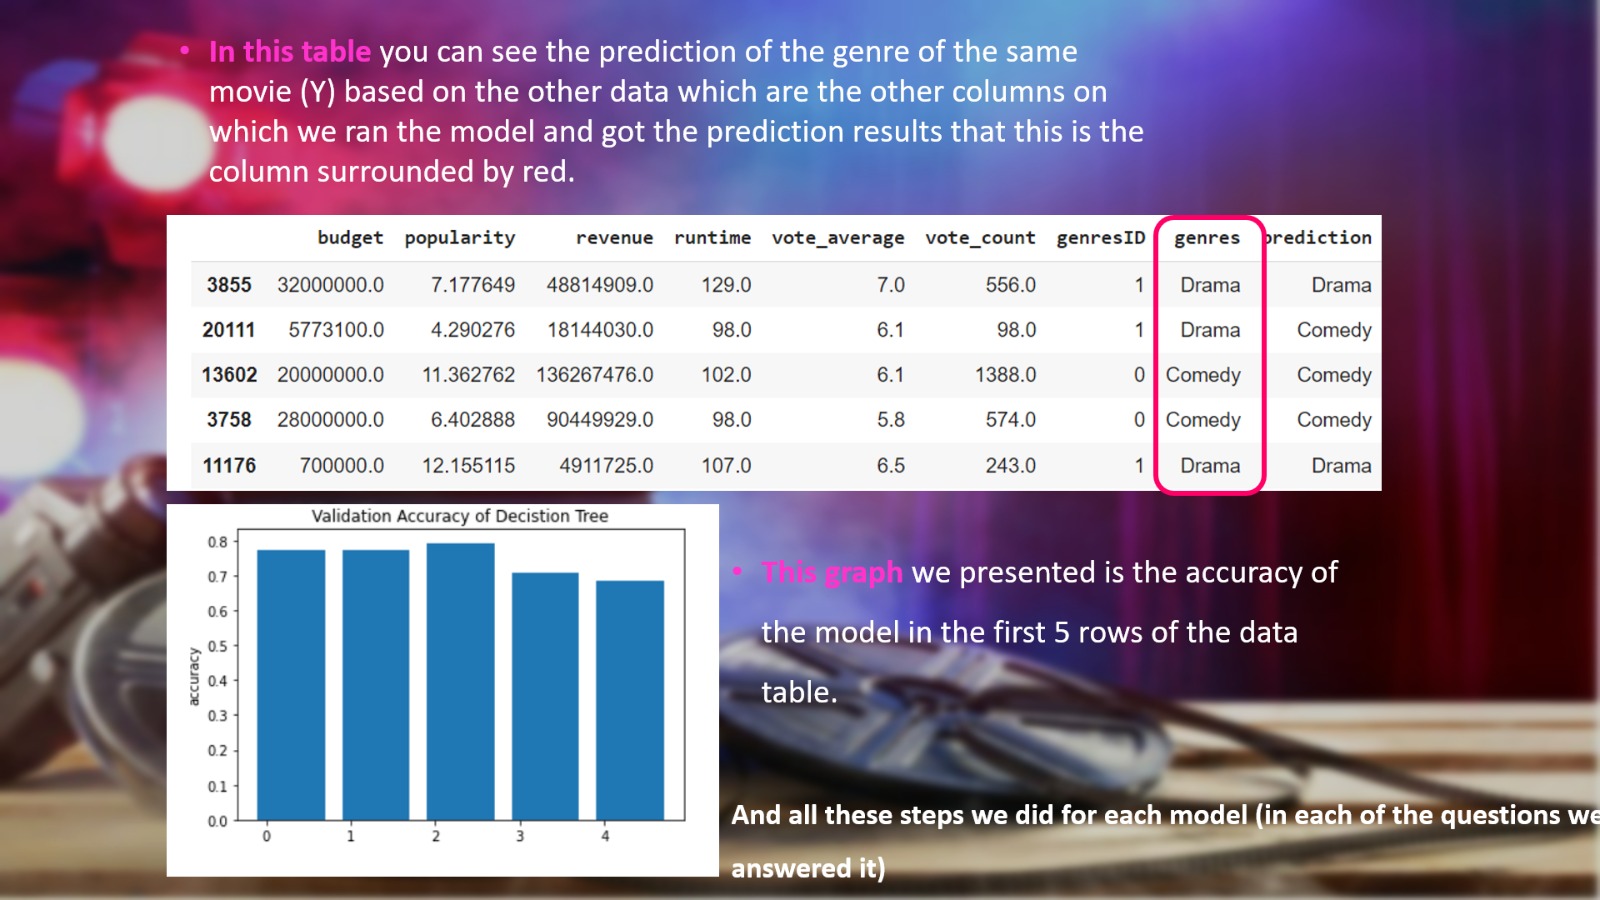 • In this table you can see the prediction of the genre of the same
movie (Y) based on the other data which are the other columns on
which we ran the model and got the prediction results that this is the
column surrounded by red.
budget popularity revenue runtime vote_average vote_count genresID genres prediction
3855 32000000.0 7.177649 48814909.0 129.0 7.0 556.0 1 Drama Drama
20111 5773100.0 4.290276 18144030.0 98.0 6.1 98.0 1 Drama Comedy
13602 20000000.0 11.362762 136267476.0 102.0 6.1 1388.0 0 Comedy Comedy
3758 28000000.0 6.402888 90449929.0 98.0 5.8 574.0 0 Comedy Comedy
11176 700000.0 12.155115 4911725.0 107.0 6.5 243.0 1 Drama Drama
Validation Accuracy of Decistion Tree
0.8
0.7
0.6
0.5
0.4
0.3
0.2
0.1
0.0
accuracy
0 1 2 3 4
• This graph we presented is the accuracy of
the model in the first 5 rows of the data
table.
And all these steps we did for each model (in each of the questions we
answered it)